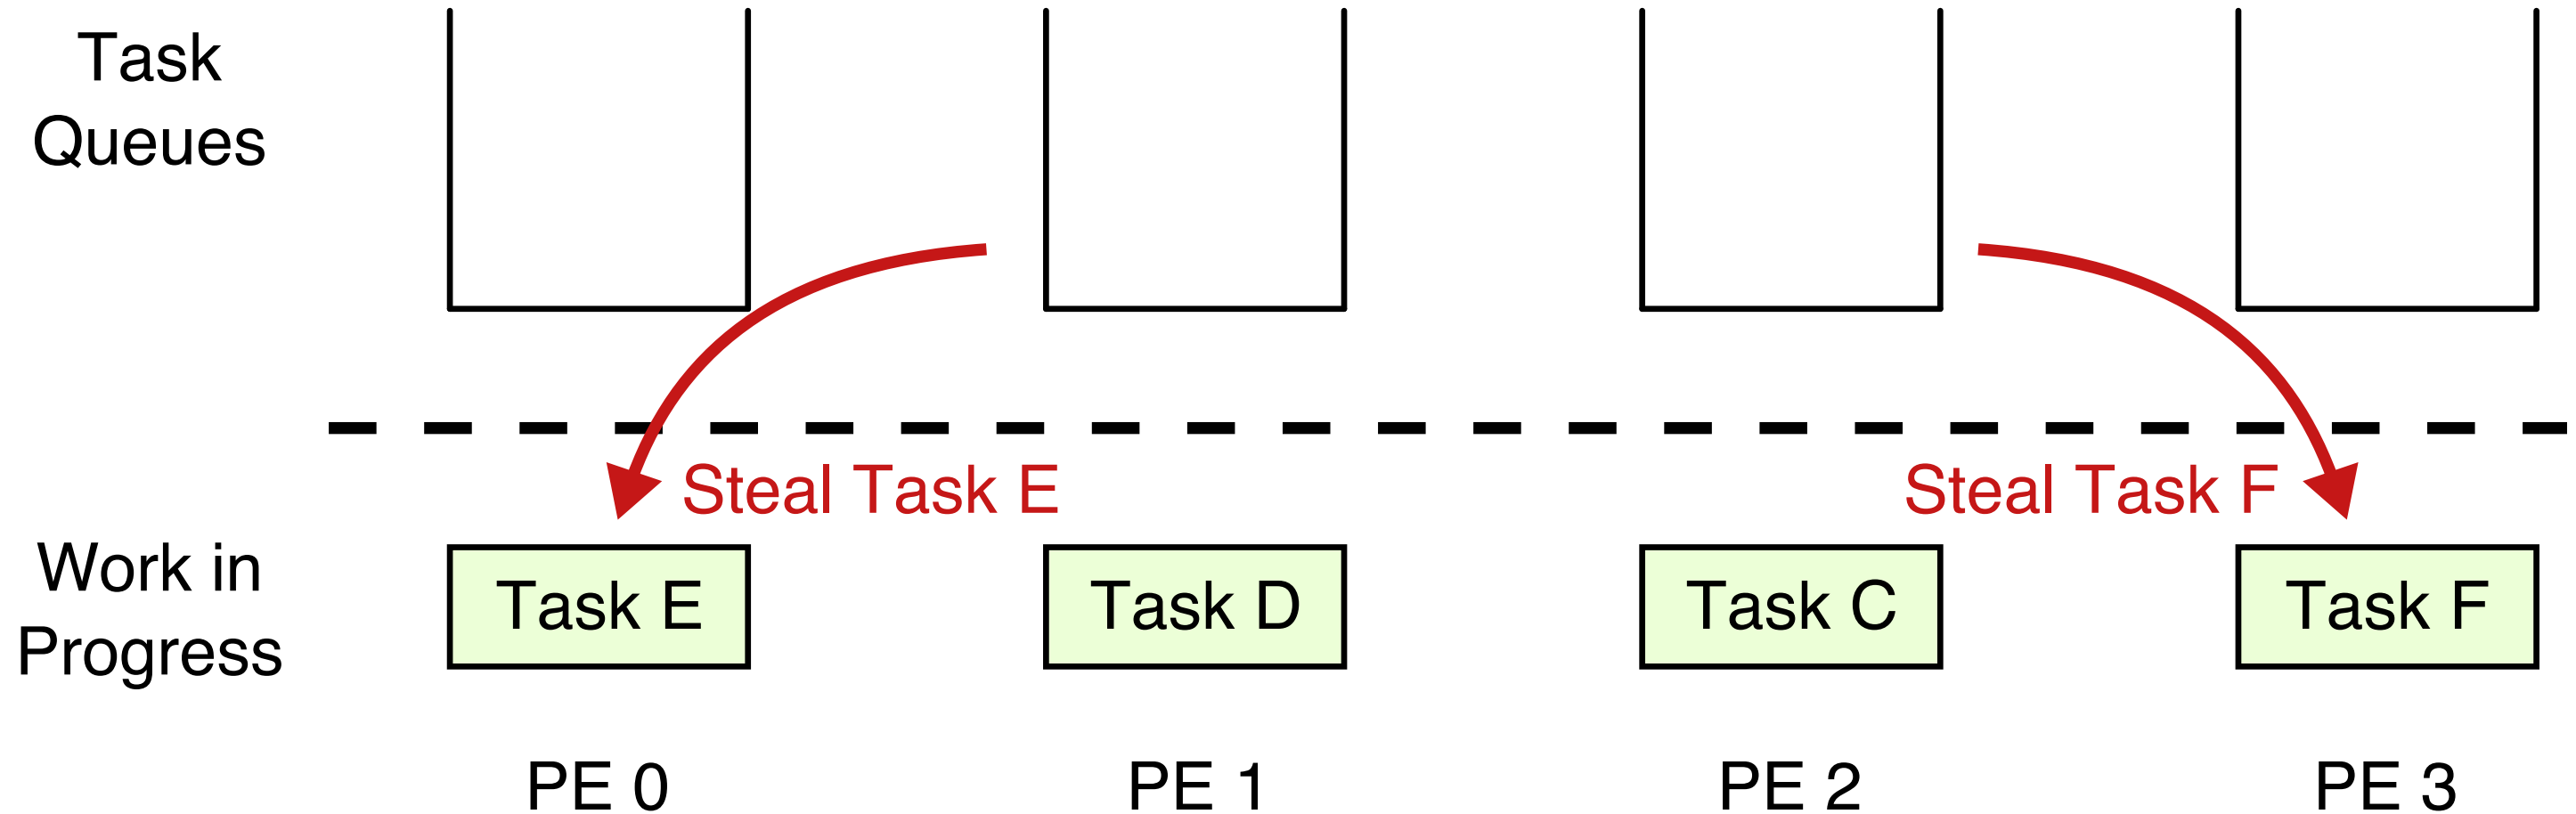 Task
Queues
Steal Task E
Steal Task F
Work in
Progress
Task E
Task D
Task C
Task F
PE 0
PE 1
PE 2
PE 3